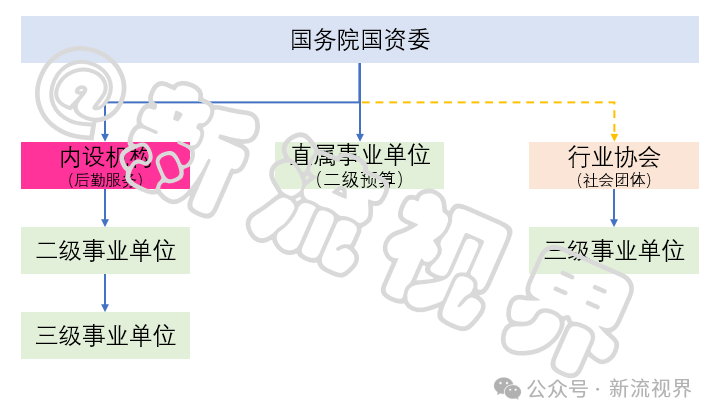 国务院国资委
内设机构
(后勤服务)
直属事业单位
(二级预算)
行业协会
(社会团体)
二级事业单位
三级事业单位
三级事业单位
@新流视界
公众号 · 新流视界